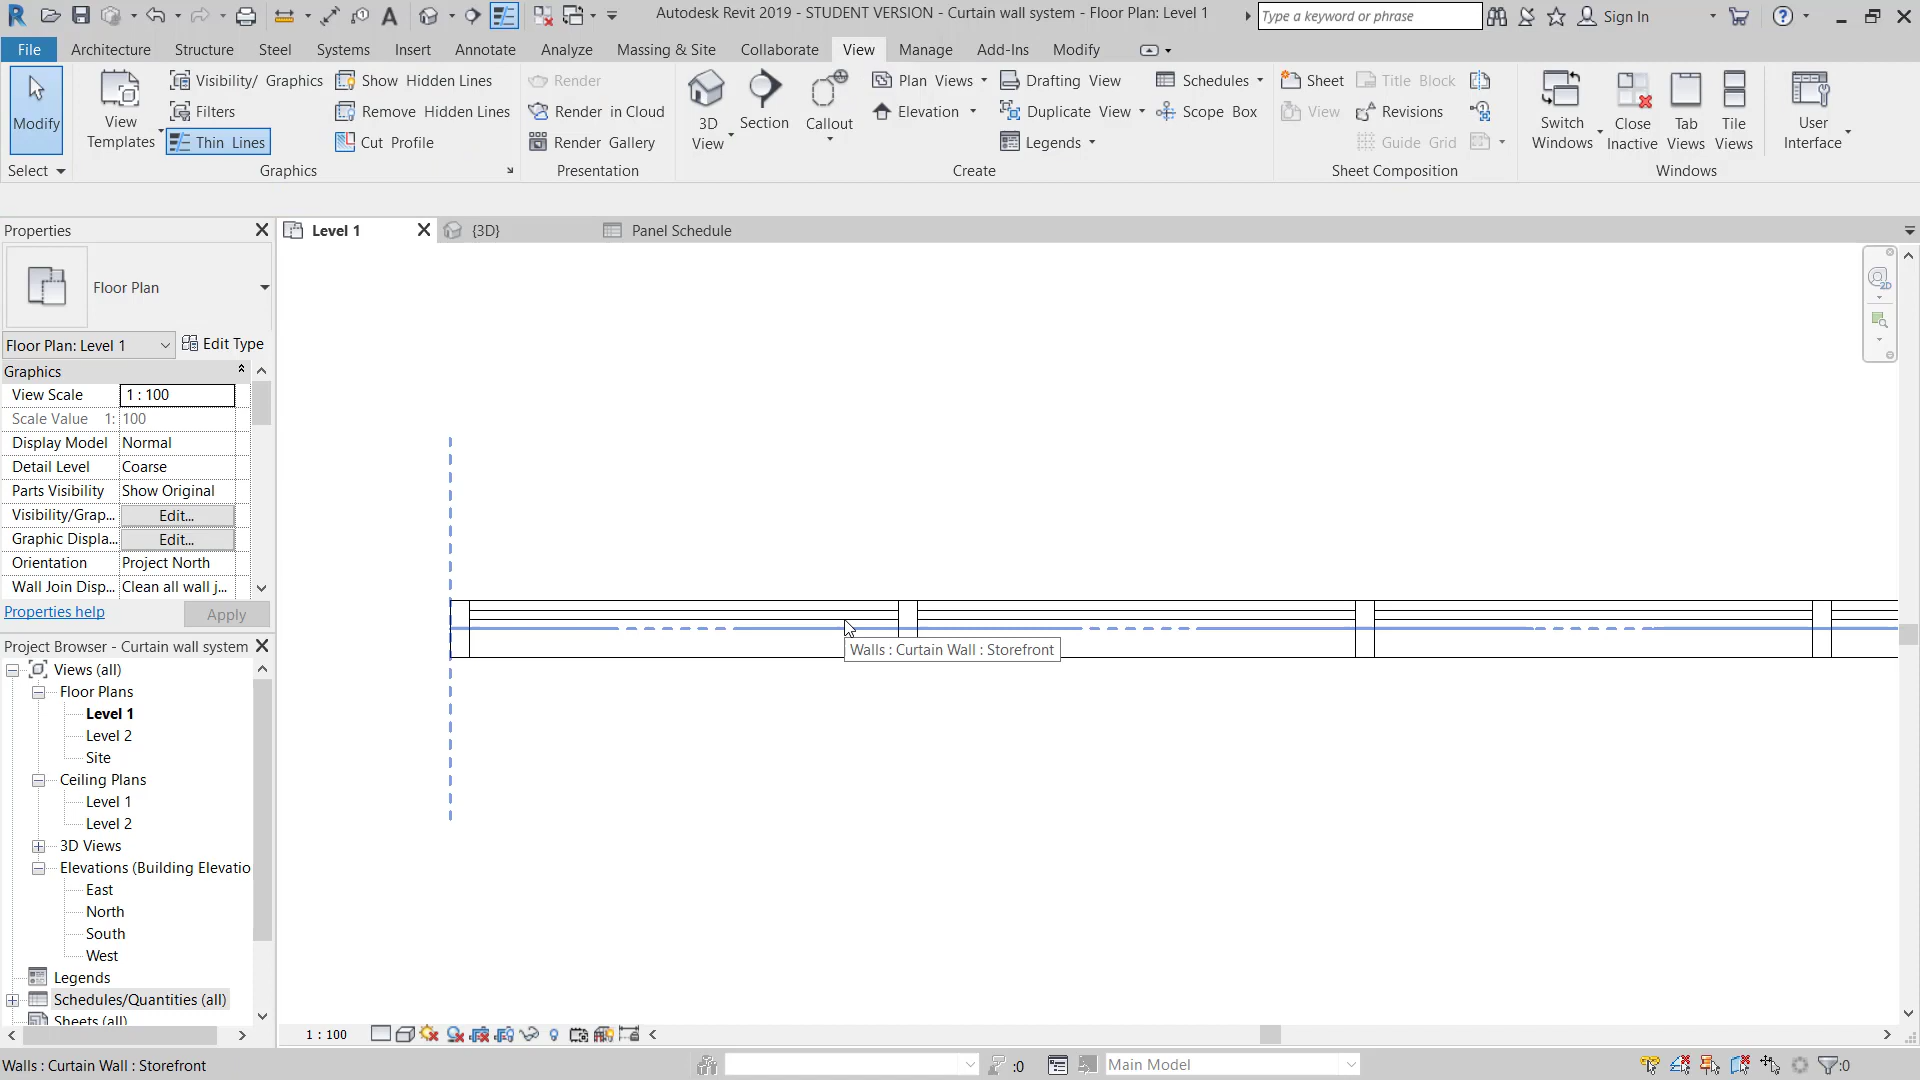 Autodesk Revit 2019 - STUDENT VERSION - Curtain wall system - Floor Plan: Level 1
Type a keyword or phrase
Sign In
File Architecture Structure Steel Systems Insert Annotate Analyze Massing & Site Collaborate View Manage Add-Ins Modify
Modify
View Templates
Visibility/ Graphics
Filters
Thin Lines
Show Hidden Lines
Remove Hidden Lines
Cut Profile
Render
Render in Cloud
Render Gallery
3D View
Section
Callout
Plan Views
Elevation
Drafting View
Duplicate View
Legends
Schedules
Scope Box
Sheet
View
Title Block
Revisions
Guide Grid
Switch Windows
Close Inactive
Tab Views
Tile Views
User Interface
Select Graphics Presentation Create Sheet Composition Windows
Properties
Level 1
{3D}
Panel Schedule
Floor Plan
Floor Plan: Level 1
Edit Type
Graphics
View Scale 1 : 100
Scale Value 1: 100
Display Model Normal
Detail Level Coarse
Parts Visibility Show Original
Visibility/Grap... Edit...
Graphic Displa... Edit...
Orientation Project North
Wall Join Disp... Clean all wall j...
Properties help
Apply
Project Browser - Curtain wall system
Views (all)
Floor Plans
Level 1
Level 2
Site
Ceiling Plans
Level 1
Level 2
3D Views
Elevations (Building Elevatio
East
North
South
West
Legends
Schedules/Quantities (all)
Sheets (all)
Walls : Curtain Wall : Storefront
2D
1 : 100
Walls : Curtain Wall : Storefront
:0
Main Model
:0